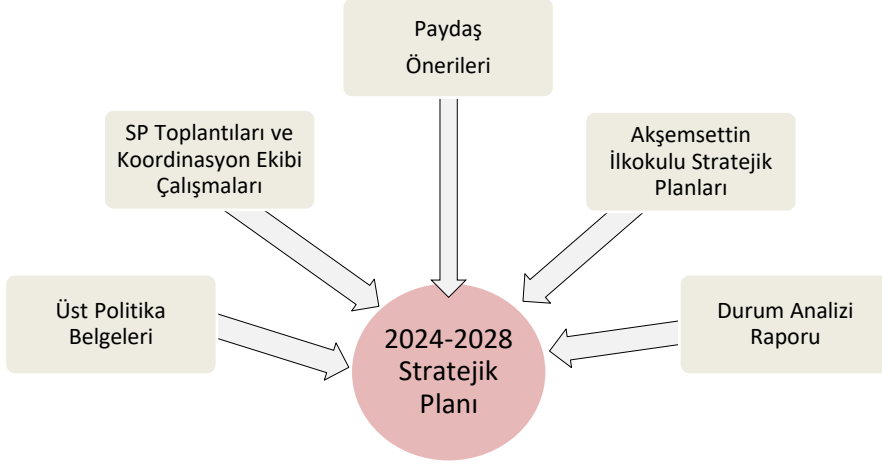 Paydaş
Önerileri
SP Toplantıları ve
Koordinasyon Ekibi
Çalışmaları
Akşemsettin
İlkokulu Stratejik
Planları
Üst Politika
Belgeleri
Durum Analizi
Raporu
2024-2028
Stratejik
Planı